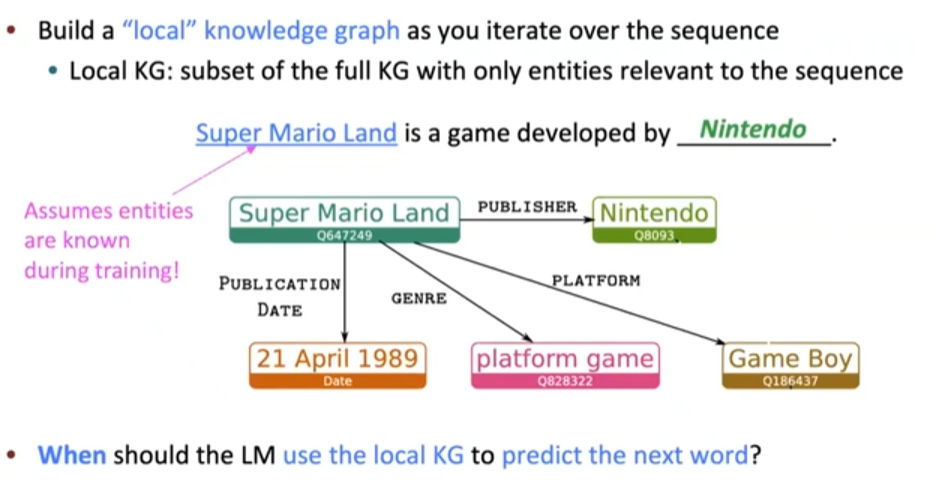 • Build a “local” knowledge graph as you iterate over the sequence
• Local KG: subset of the full KG with only entities relevant to the sequence
Super Mario Land is a game developed by Nintendo.
Assumes entities
are known
during training!
Super Mario Land
Q647249
PUBLISHER
Nintendo
Q8093
PUBLICATION
DATE
GENRE
PLATFORM
21 April 1989
Date
platform game
Q828322
Game Boy
Q186437
• When should the LM use the local KG to predict the next word?